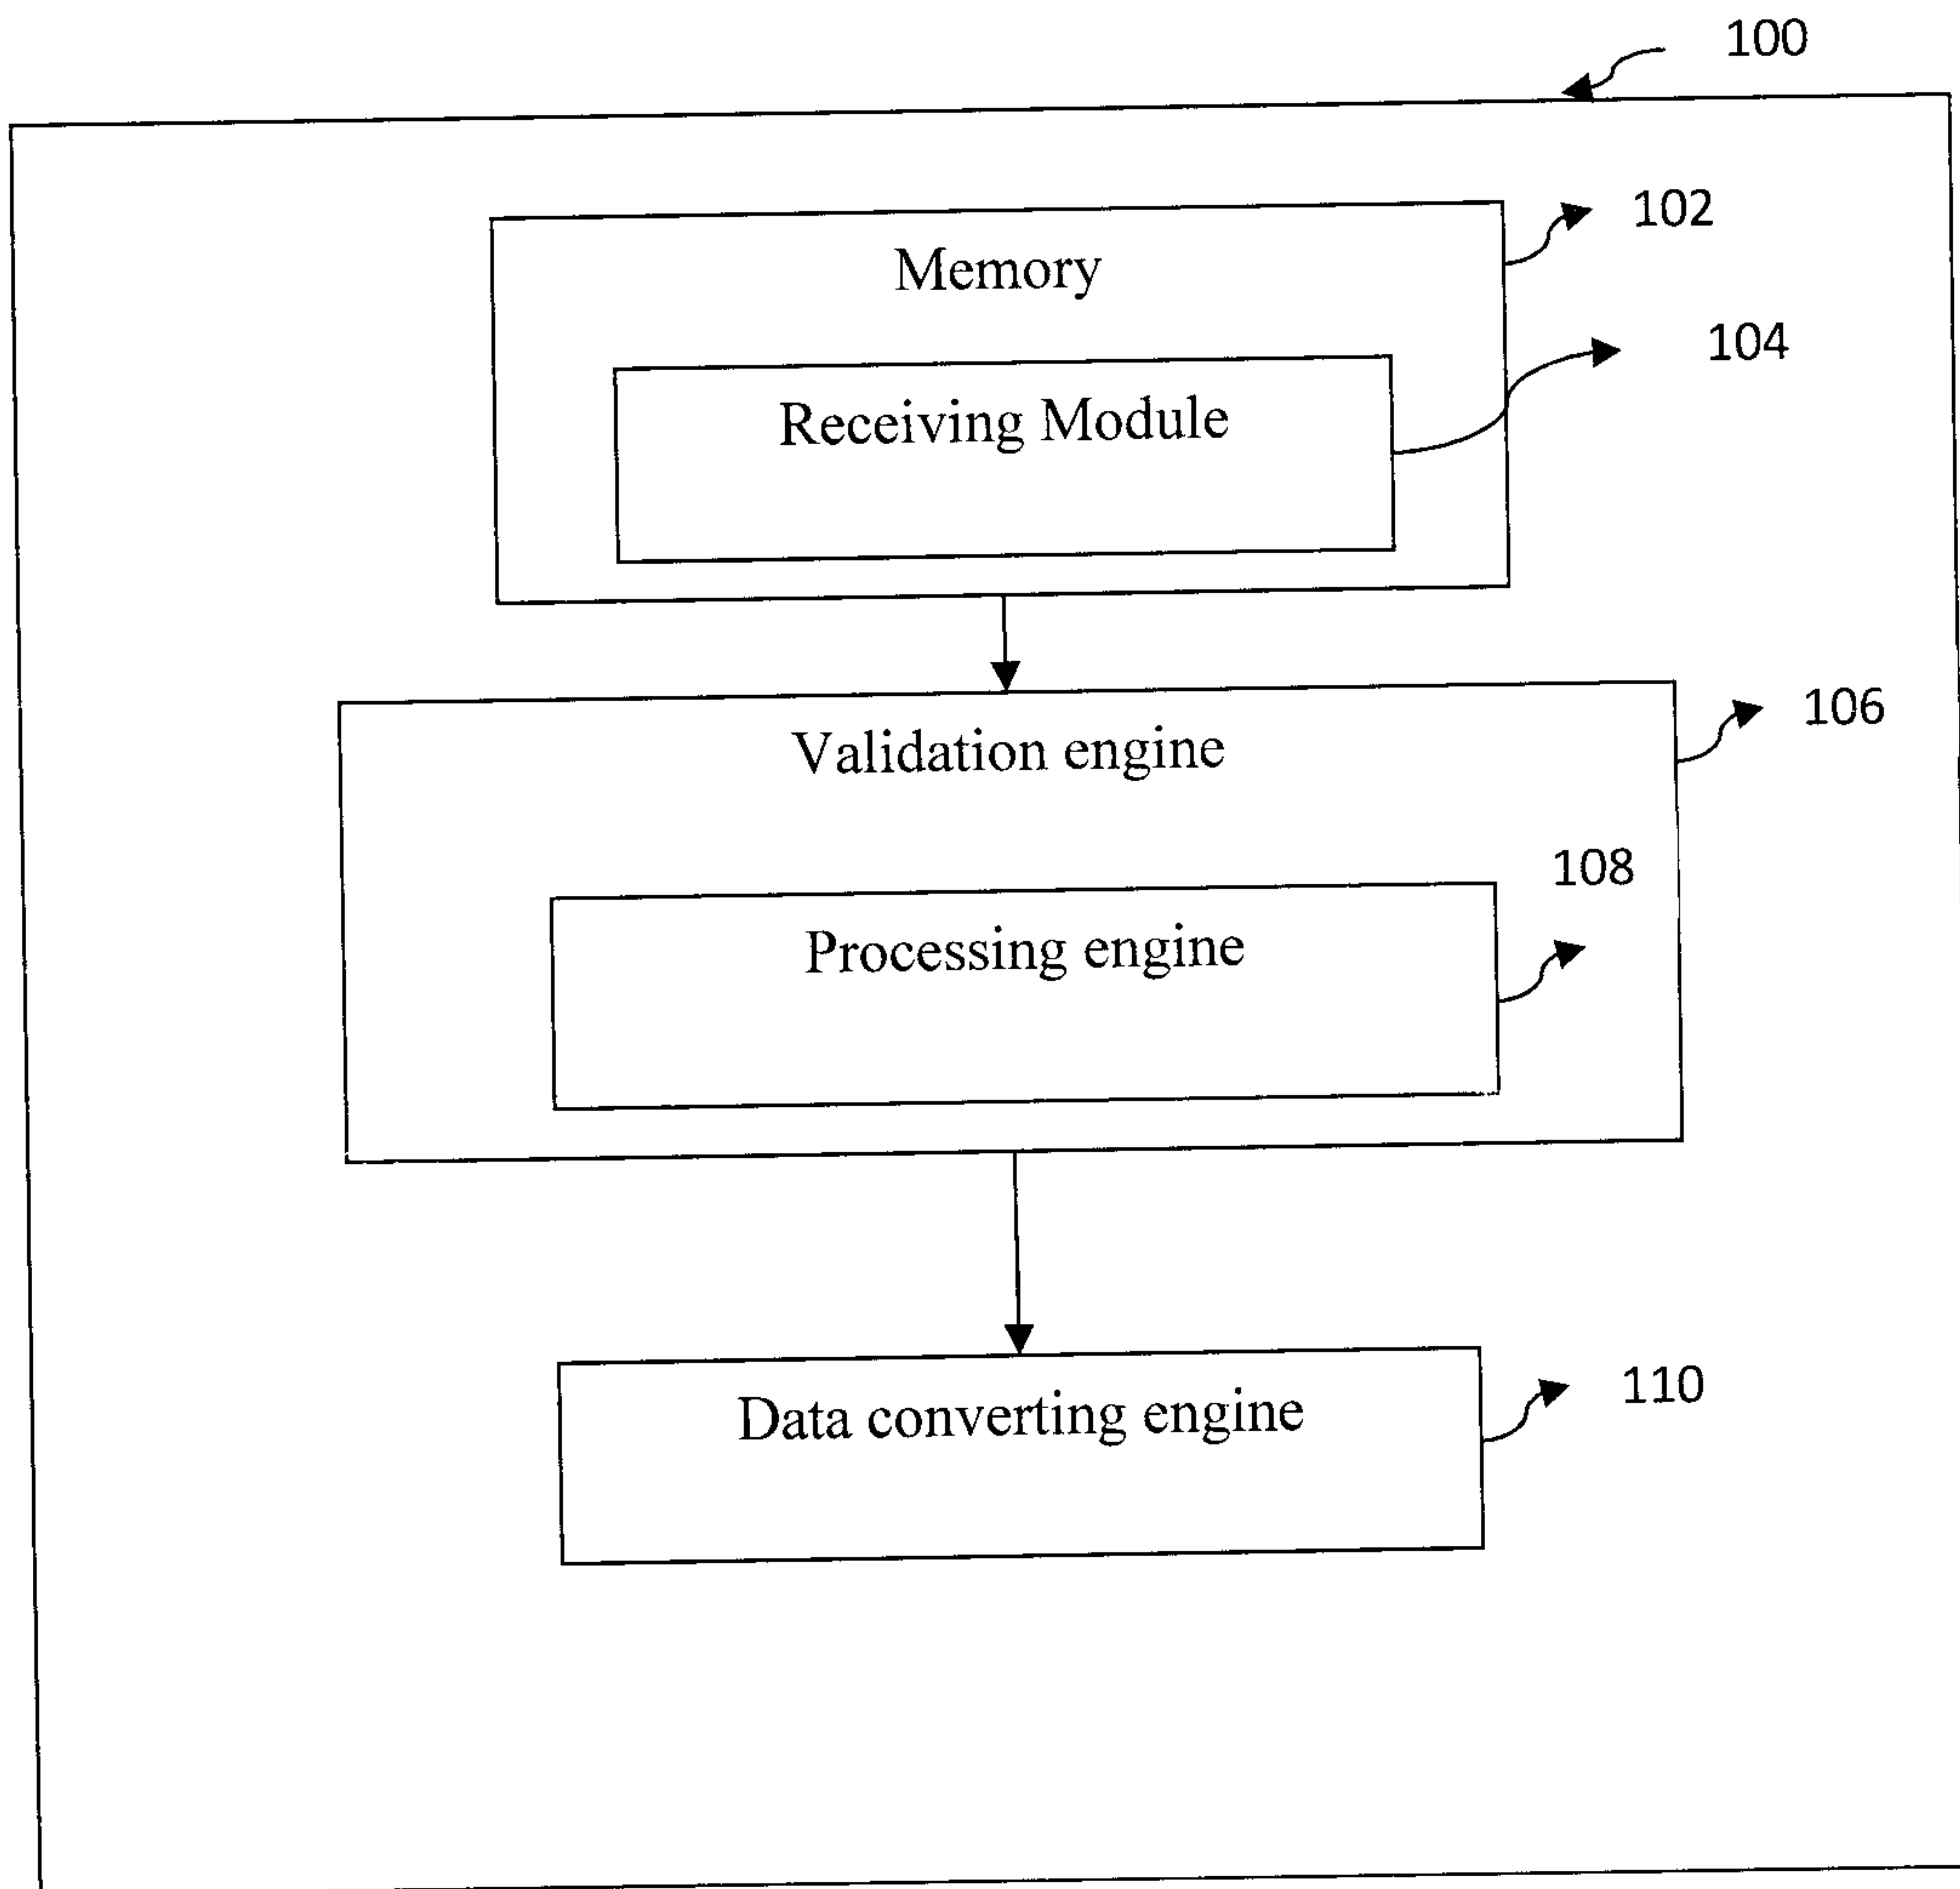 100
102
Memory
104
Receiving Module
106
Validation engine
108
Processing engine
110
Data converting engine